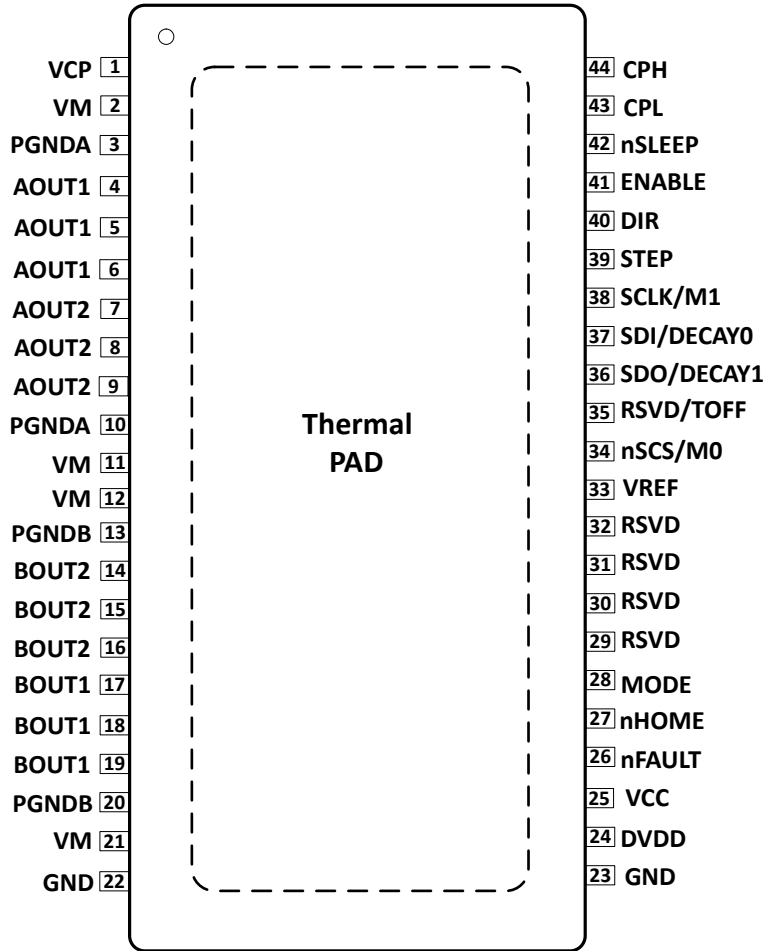 VCP 1
VM 2
PGNDA 3
AOUT1 4
AOUT1 5
AOUT1 6
AOUT2 7
AOUT2 8
AOUT2 9
PGNDA 10
VM 11
VM 12
PGNDB 13
BOUT2 14
BOUT2 15
BOUT2 16
BOUT1 17
BOUT1 18
BOUT1 19
PGNDB 20
VM 21
GND 22
Thermal
PAD
44 CPH
43 CPL
42 nSLEEP
41 ENABLE
40 DIR
39 STEP
38 SCLK/M1
37 SDI/DECAY0
36 SDO/DECAY1
35 RSVD/TOFF
34 nSCS/M0
33 VREF
32 RSVD
31 RSVD
30 RSVD
29 RSVD
28 MODE
27 nHOME
26 nFAULT
25 VCC
24 DVDD
23 GND